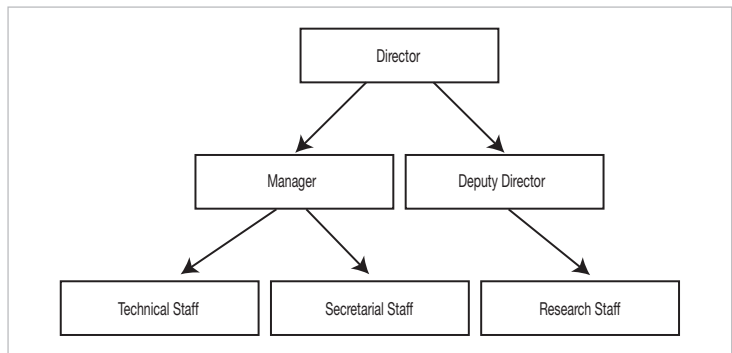 Director
Manager
Deputy Director
Technical Staff
Secretarial Staff
Research Staff